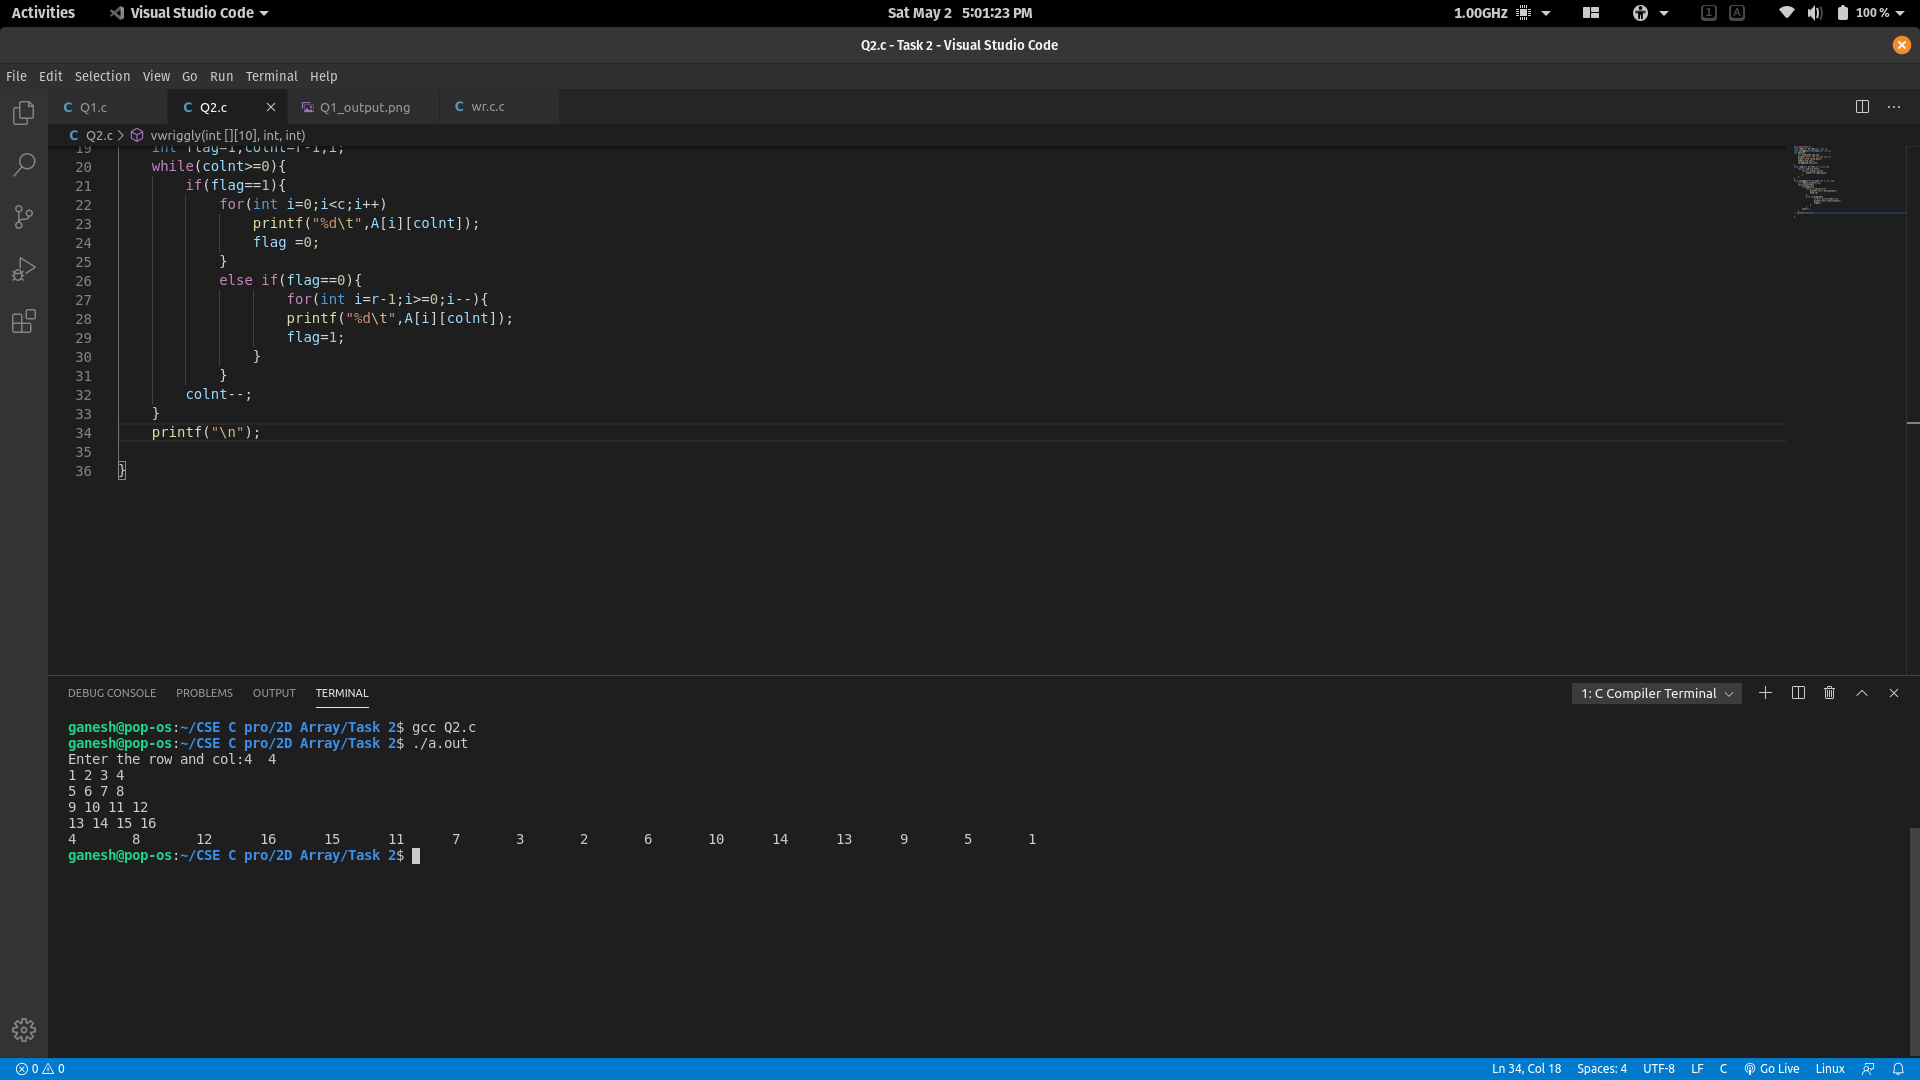 Activities Visual Studio Code Sat May 2 5:01:23 PM 1.00GHz 1 A 100 %
Q2.c - Task 2 - Visual Studio Code
File Edit Selection View Go Run Terminal Help
C Q1.c C Q2.c Q1_output.png C wr.c.c
C Q2.c > vwriggly(int [][10], int, int)
19 int flag=1,colnt=r-1,i;
20 while(colnt>=0){
21 if(flag==1){
22 for(int i=0;i<c;i++)
23 printf("%d\t",A[i][colnt]);
24 flag =0;
25 }
26 else if(flag==0){
27 for(int i=r-1;i>=0;i--){
28 printf("%d\t",A[i][colnt]);
29 flag=1;
30 }
31 }
32 colnt--;
33 }
34 printf("\n");
35
36 }
DEBUG CONSOLE PROBLEMS OUTPUT TERMINAL 1: C Compiler Terminal
ganesh@pop-os:~/CSE C pro/2D Array/Task 2$ gcc Q2.c
ganesh@pop-os:~/CSE C pro/2D Array/Task 2$ ./a.out
Enter the row and col:4  4
1 2 3 4
5 6 7 8
9 10 11 12
13 14 15 16
4 8 12 16 15 11 7 3 2 6 10 14 13 9 5 1
ganesh@pop-os:~/CSE C pro/2D Array/Task 2$
0 0 Ln 34, Col 18 Spaces: 4 UTF-8 LF C Go Live Linux